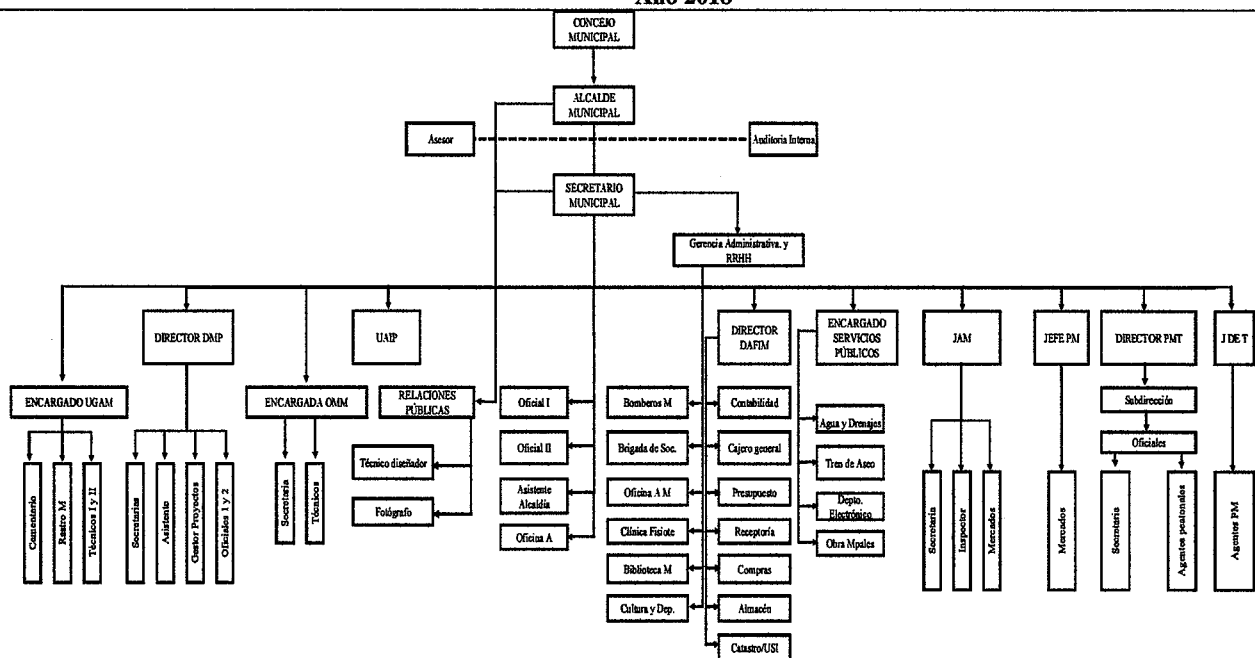 Año 2018
CONCEJO
MUNICIPAL
ALCALDE
MUNICIPAL
Asesor
Auditoria Interna
SECRETARIO
MUNICIPAL
Gerencia Administrativa. y
RRHH
DIRECTOR DMP
UAIP
DIRECTOR
DAFIM
ENCARGADO
SERVICIOS
PÚBLICOS
JAM
JEFE PM
DIRECTOR PMT
J DE T
ENCARGADO UGAM
ENCARGADA OMM
RELACIONES
PÚBLICAS
Oficial I
Bomberos M
Contabilidad
Subdirección
Agua y Drenajes
Oficiales
Oficial II
Brigada de Soc.
Cajero general
Técnico diseñador
Tren de Aseo
Asistente
Alcaldía
Oficina A M
Presupuesto
Depto.
Electrónico
Fotógrafo
Oficina A
Clínica Fisiote
Receptoría
Obra Mpales
Biblioteca M
Compras
Cultura y Dep.
Almacén
Catastro/USI
Cementerio
Rastro M
Técnicos I y II
Secretarias
Asistente
Gestor Proyectos
Oficiales 1 y 2
Secretaria
Técnicos
Secretaria
Inspector
Mercados
Mercados
Secretaria
Agentes peatonales
Agentes PM